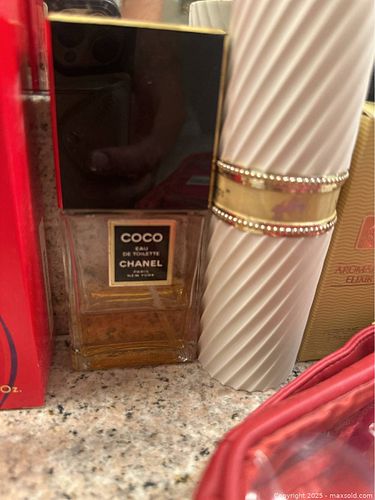 COCO
EAU
DE TOILETTE
CHANEL
PARIS
NEW YORK
AROMA
ELIXIR
Oz.
Copyright 2025 - maxsold.com